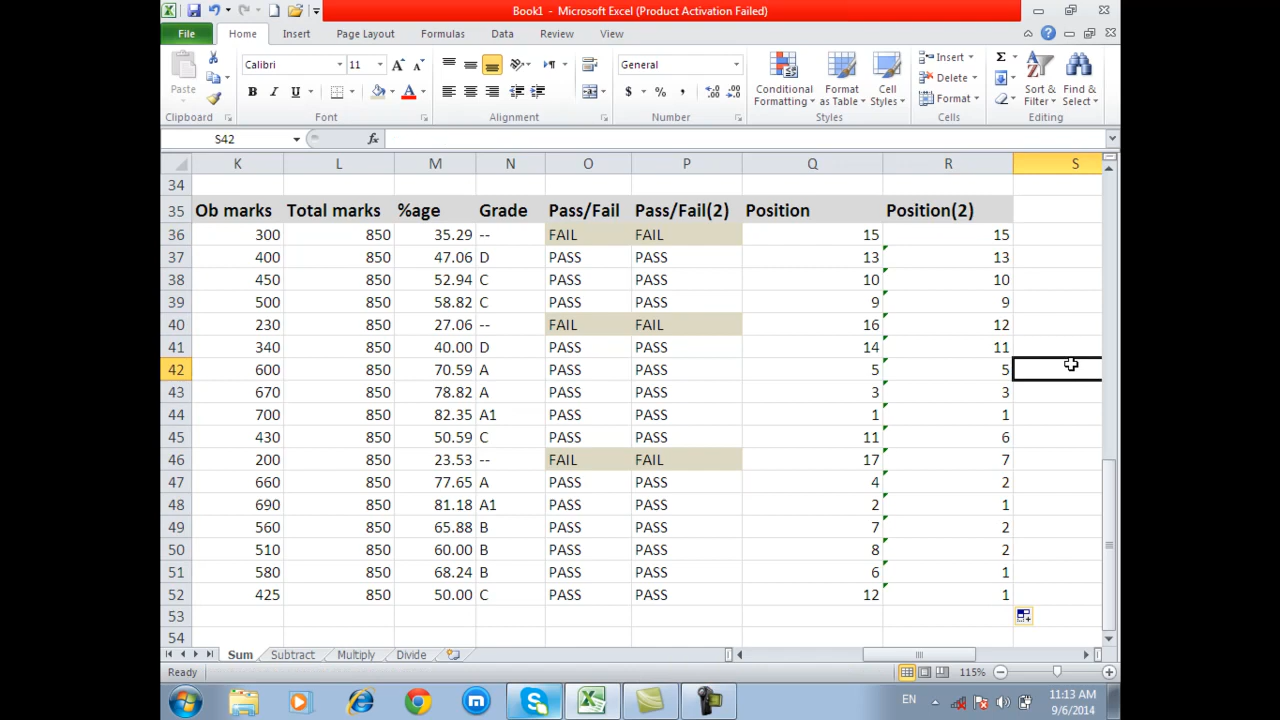 Book1 - Microsoft Excel (Product Activation Failed)
File Home Insert Page Layout Formulas Data Review View
Calibri 11 General
Paste
B I U $ % ,
Conditional Formatting
Format as Table
Cell Styles
Insert
Delete
Format
Sort & Filter
Find & Select
Clipboard Font Alignment Number Styles Cells Editing
S42 fx
K L M N O P Q R S
34
35 Ob marks Total marks %age Grade Pass/Fail Pass/Fail(2) Position Position(2)
36 300 850 35.29 -- FAIL FAIL 15 15
37 400 850 47.06 D PASS PASS 13 13
38 450 850 52.94 C PASS PASS 10 10
39 500 850 58.82 C PASS PASS 9 9
40 230 850 27.06 -- FAIL FAIL 16 12
41 340 850 40.00 D PASS PASS 14 11
42 600 850 70.59 A PASS PASS 5 5
43 670 850 78.82 A PASS PASS 3 3
44 700 850 82.35 A1 PASS PASS 1 1
45 430 850 50.59 C PASS PASS 11 6
46 200 850 23.53 -- FAIL FAIL 17 7
47 660 850 77.65 A PASS PASS 4 2
48 690 850 81.18 A1 PASS PASS 2 1
49 560 850 65.88 B PASS PASS 7 2
50 510 850 60.00 B PASS PASS 8 2
51 580 850 68.24 B PASS PASS 6 1
52 425 850 50.00 C PASS PASS 12 1
53
54
Sum Subtract Multiply Divide
Ready 115%
EN 11:13 AM
9/6/2014